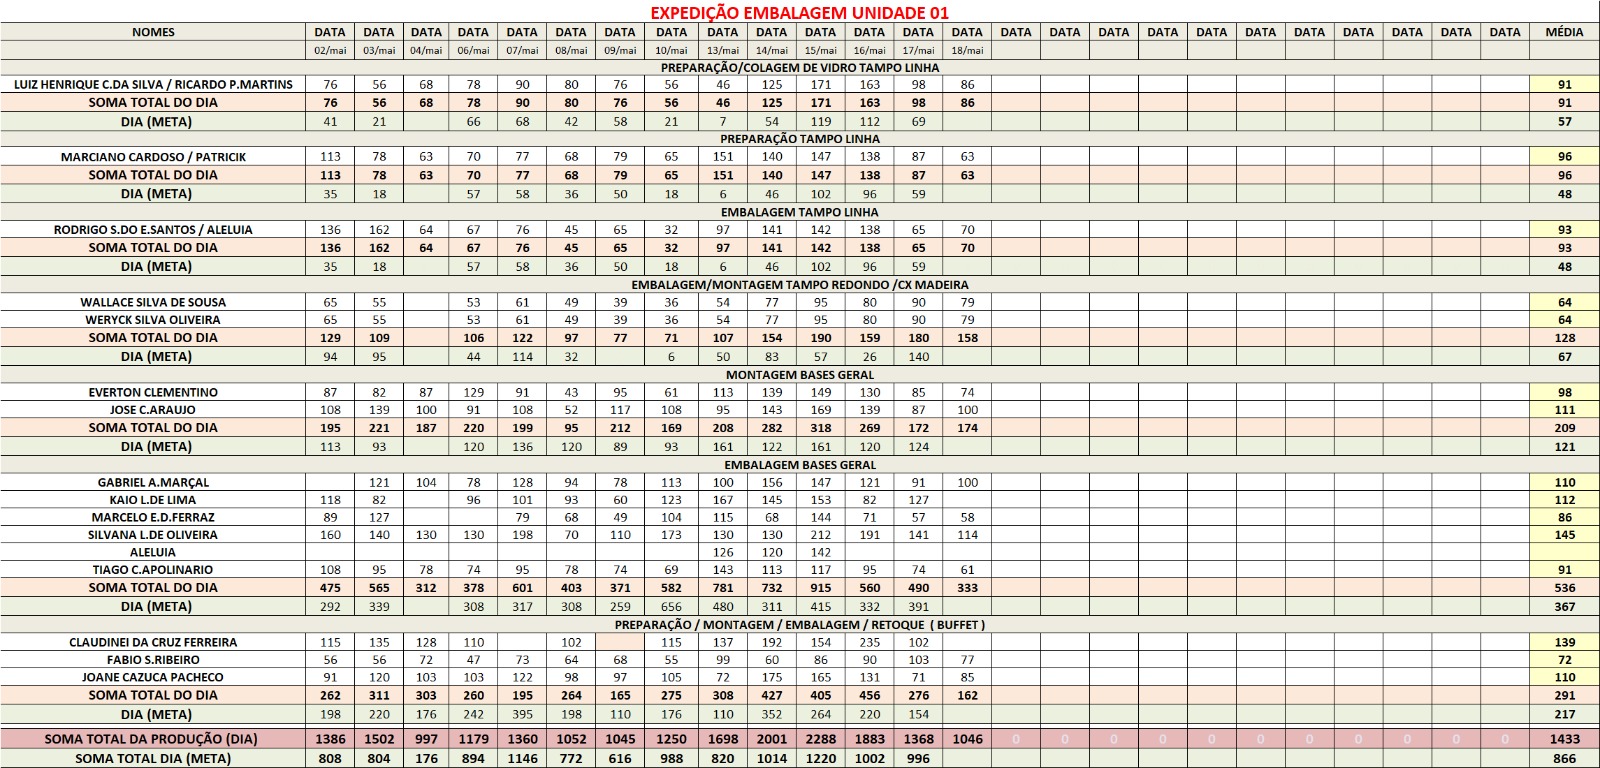 EXPEDIÇÃO EMBALAGEM UNIDADE 01
NOMES DATA DATA DATA DATA DATA DATA DATA DATA DATA DATA DATA DATA DATA DATA DATA DATA DATA DATA DATA DATA DATA DATA DATA DATA DATA MÉDIA
02/mai 03/mai 04/mai 06/mai 07/mai 08/mai 09/mai 10/mai 13/mai 14/mai 15/mai 16/mai 17/mai 18/mai
PREPARAÇÃO/COLAGEM DE VIDRO TAMPO LINHA
LUIZ HENRIQUE C.DA SILVA / RICARDO P.MARTINS 76 56 68 78 90 80 76 56 46 125 171 163 98 86 91
SOMA TOTAL DO DIA 76 56 68 78 90 80 76 56 46 125 171 163 98 86 91
DIA (META) 41 21 66 68 42 58 21 7 54 119 112 69 57
PREPARAÇÃO TAMPO LINHA
MARCIANO CARDOSO / PATRICIK 113 78 63 70 77 68 79 65 151 140 147 138 87 63 96
SOMA TOTAL DO DIA 113 78 63 70 77 68 79 65 151 140 147 138 87 63 96
DIA (META) 35 18 57 58 36 50 18 6 46 102 96 59 48
EMBALAGEM TAMPO LINHA
RODRIGO S.DO E.SANTOS / ALELUIA 136 162 64 67 76 45 65 32 97 141 142 138 65 70 93
SOMA TOTAL DO DIA 136 162 64 67 76 45 65 32 97 141 142 138 65 70 93
DIA (META) 35 18 57 58 36 50 18 6 46 102 96 59 48
EMBALAGEM/MONTAGEM TAMPO REDONDO /CX MADEIRA
WALLACE SILVA DE SOUSA 65 55 53 61 49 39 36 54 77 95 80 90 79 64
WERYCK SILVA OLIVEIRA 65 55 53 61 49 39 36 54 77 95 80 90 79 64
SOMA TOTAL DO DIA 129 109 106 122 97 77 71 107 154 190 159 180 158 128
DIA (META) 94 95 44 114 32 6 50 83 57 26 140 67
MONTAGEM BASES GERAL
EVERTON CLEMENTINO 87 82 87 129 91 43 95 61 113 139 149 130 85 74 98
JOSE C.ARAUJO 108 139 100 91 108 52 117 108 95 143 169 139 87 100 111
SOMA TOTAL DO DIA 195 221 187 220 199 95 212 169 208 282 318 269 172 174 209
DIA (META) 113 93 120 136 120 89 93 161 122 161 120 124 121
EMBALAGEM BASES GERAL
GABRIEL A.MARÇAL 121 104 78 128 94 78 113 100 156 147 121 91 100 110
KAIO L.DE LIMA 118 82 96 101 93 60 123 167 145 153 82 127 112
MARCELO E.D.FERRAZ 89 127 79 68 49 104 115 68 144 71 57 58 86
SILVANA L.DE OLIVEIRA 160 140 130 130 198 70 110 173 130 130 212 191 141 114 145
ALELUIA 126 120 142
TIAGO C.APOLINARIO 108 95 78 74 95 78 74 69 143 113 117 95 74 61 91
SOMA TOTAL DO DIA 475 565 312 378 601 403 371 582 781 732 915 560 490 333 536
DIA (META) 292 339 308 317 308 259 656 480 311 415 332 391 367
PREPARAÇÃO / MONTAGEM / EMBALAGEM / RETOQUE ( BUFFET )
CLAUDINEI DA CRUZ FERREIRA 115 135 128 110 102 115 137 192 154 235 102 139
FABIO S.RIBEIRO 56 56 72 47 73 64 68 55 99 60 86 90 103 77 72
JOANE CAZUCA PACHECO 91 120 103 103 122 98 97 105 72 175 165 131 71 85 110
SOMA TOTAL DO DIA 262 311 303 260 195 264 165 275 308 427 405 456 276 162 291
DIA (META) 198 220 176 242 395 198 110 176 110 352 264 220 154 217
SOMA TOTAL DA PRODUÇÃO (DIA) 1386 1502 997 1179 1360 1052 1045 1250 1698 2001 2288 1883 1368 1046 0 0 0 0 0 0 0 0 0 0 0 1433
SOMA TOTAL DIA (META) 808 804 176 894 1146 772 616 988 820 1014 1220 1002 996 866